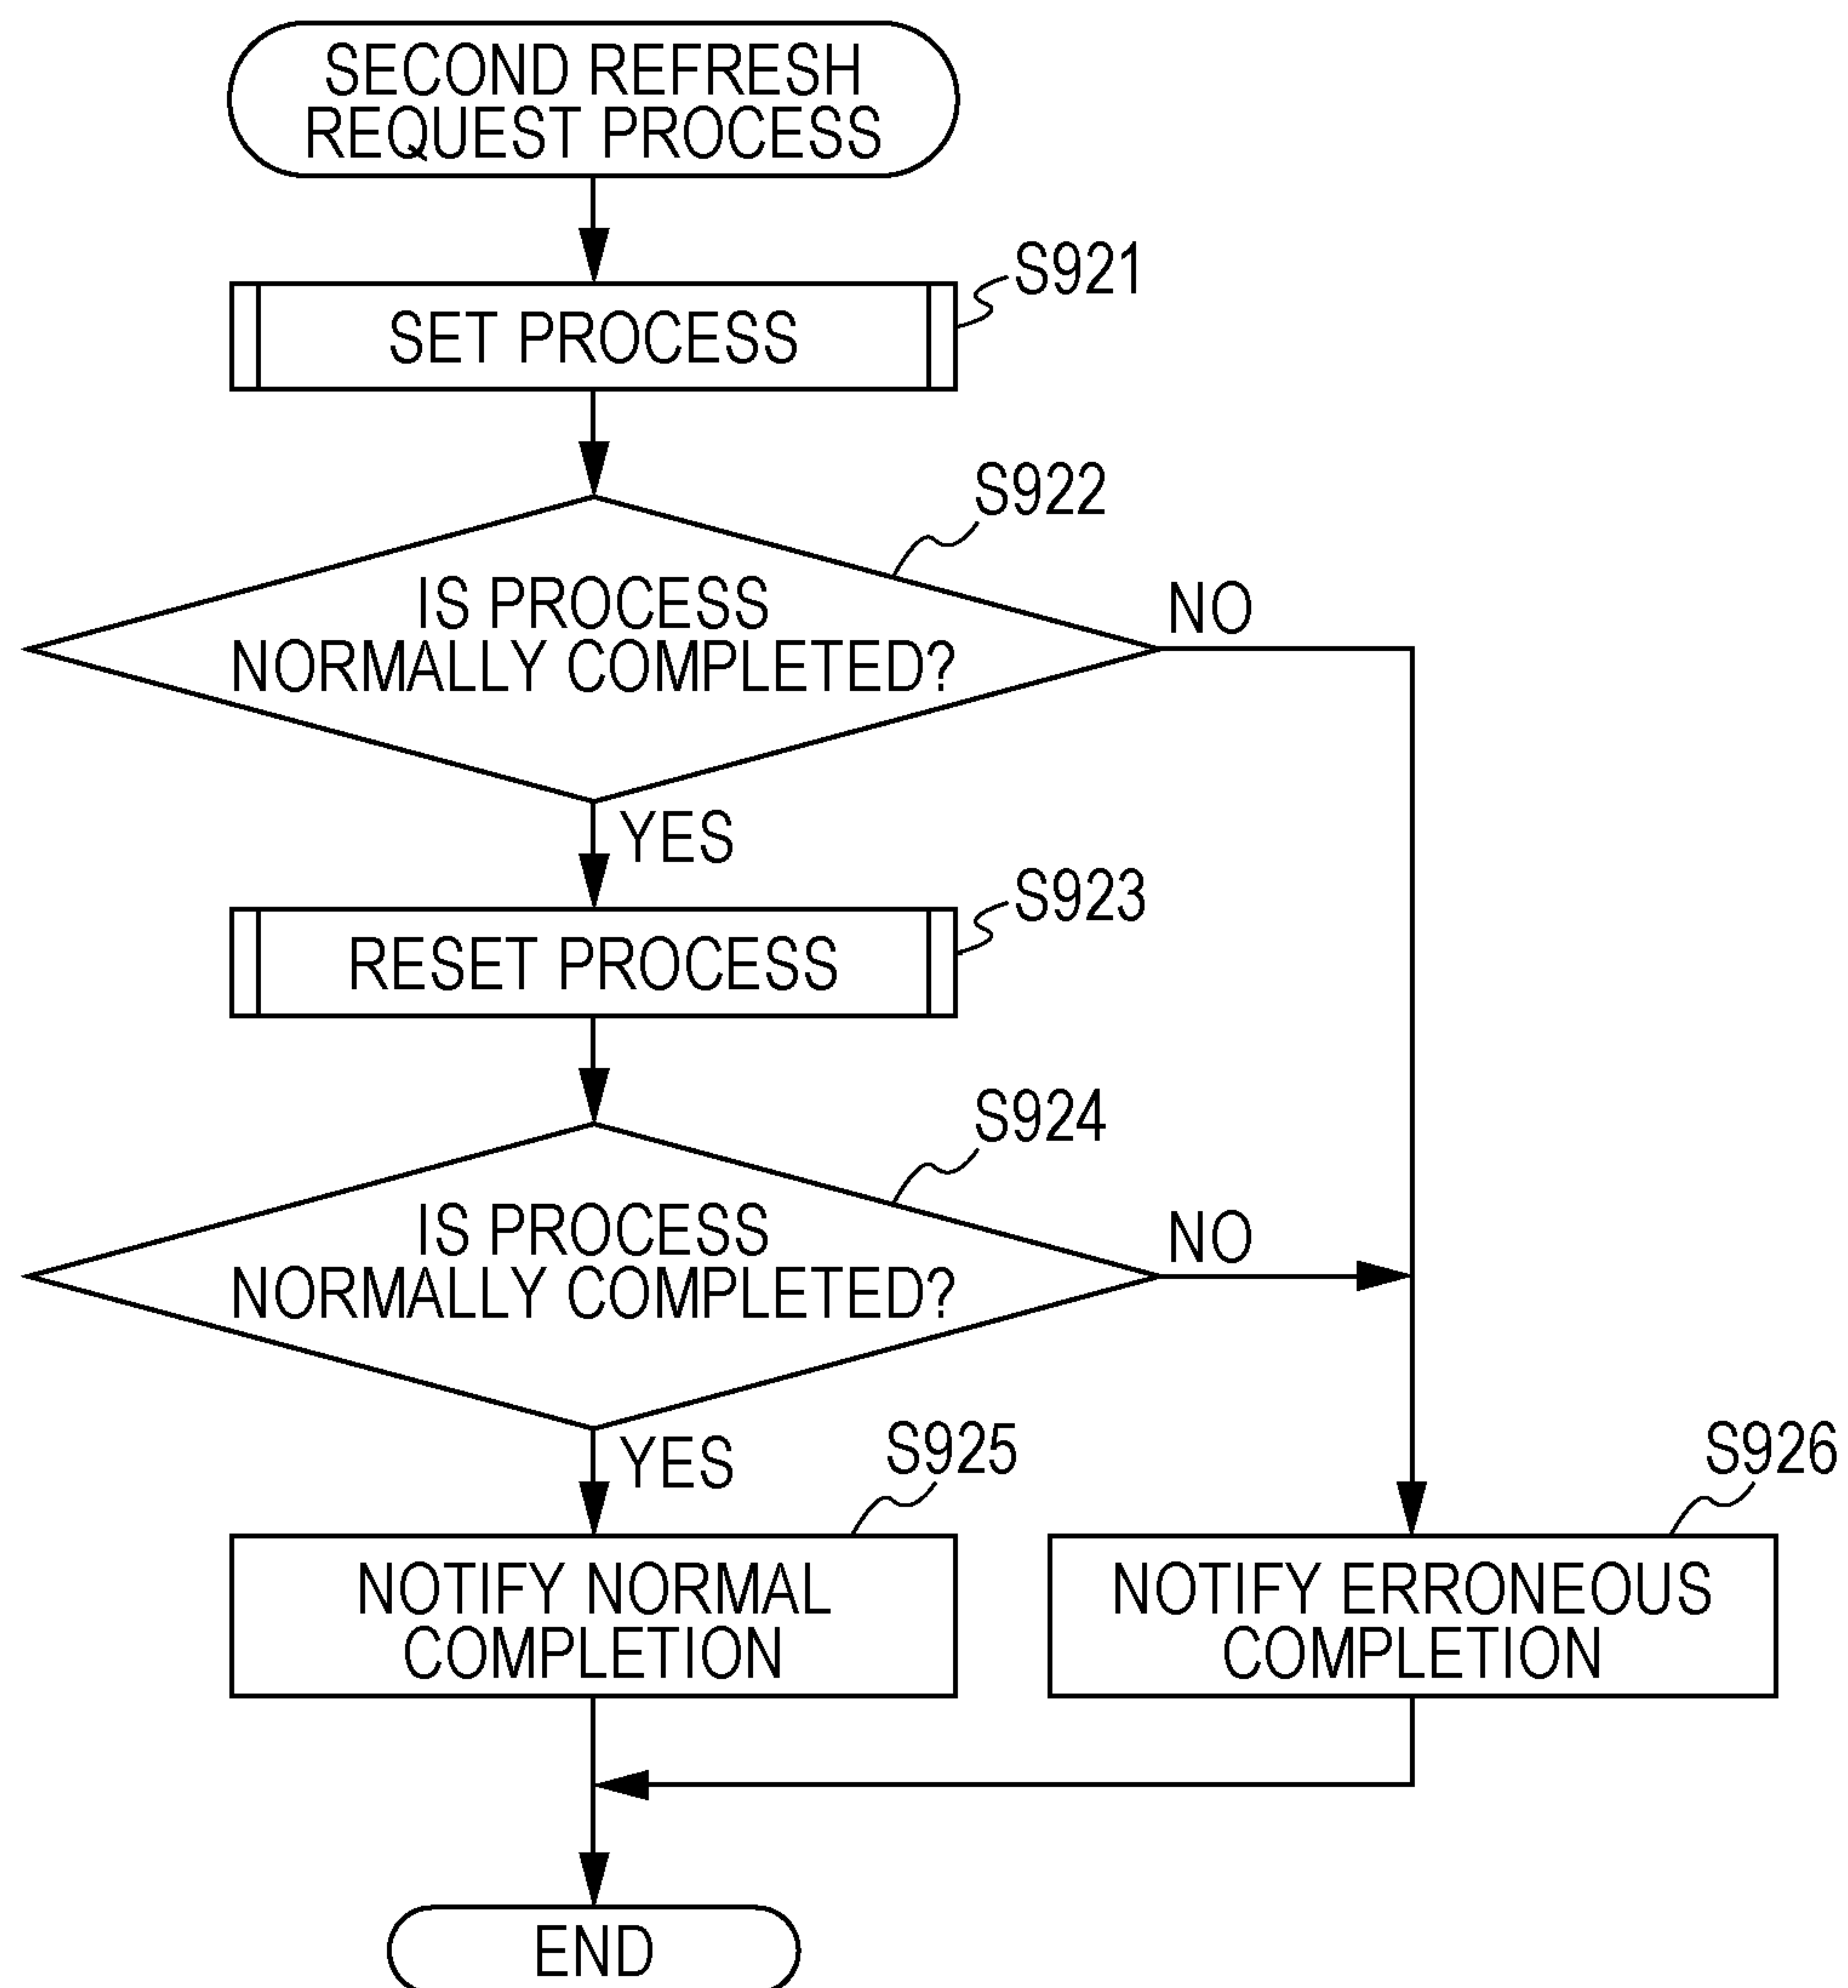 SECOND REFRESH
REQUEST PROCESS
S921
SET PROCESS
S922
IS PROCESS
NORMALLY COMPLETED?
NO
YES
S923
RESET PROCESS
S924
IS PROCESS
NORMALLY COMPLETED?
NO
YES
S925
S926
NOTIFY NORMAL
COMPLETION
NOTIFY ERRONEOUS
COMPLETION
END